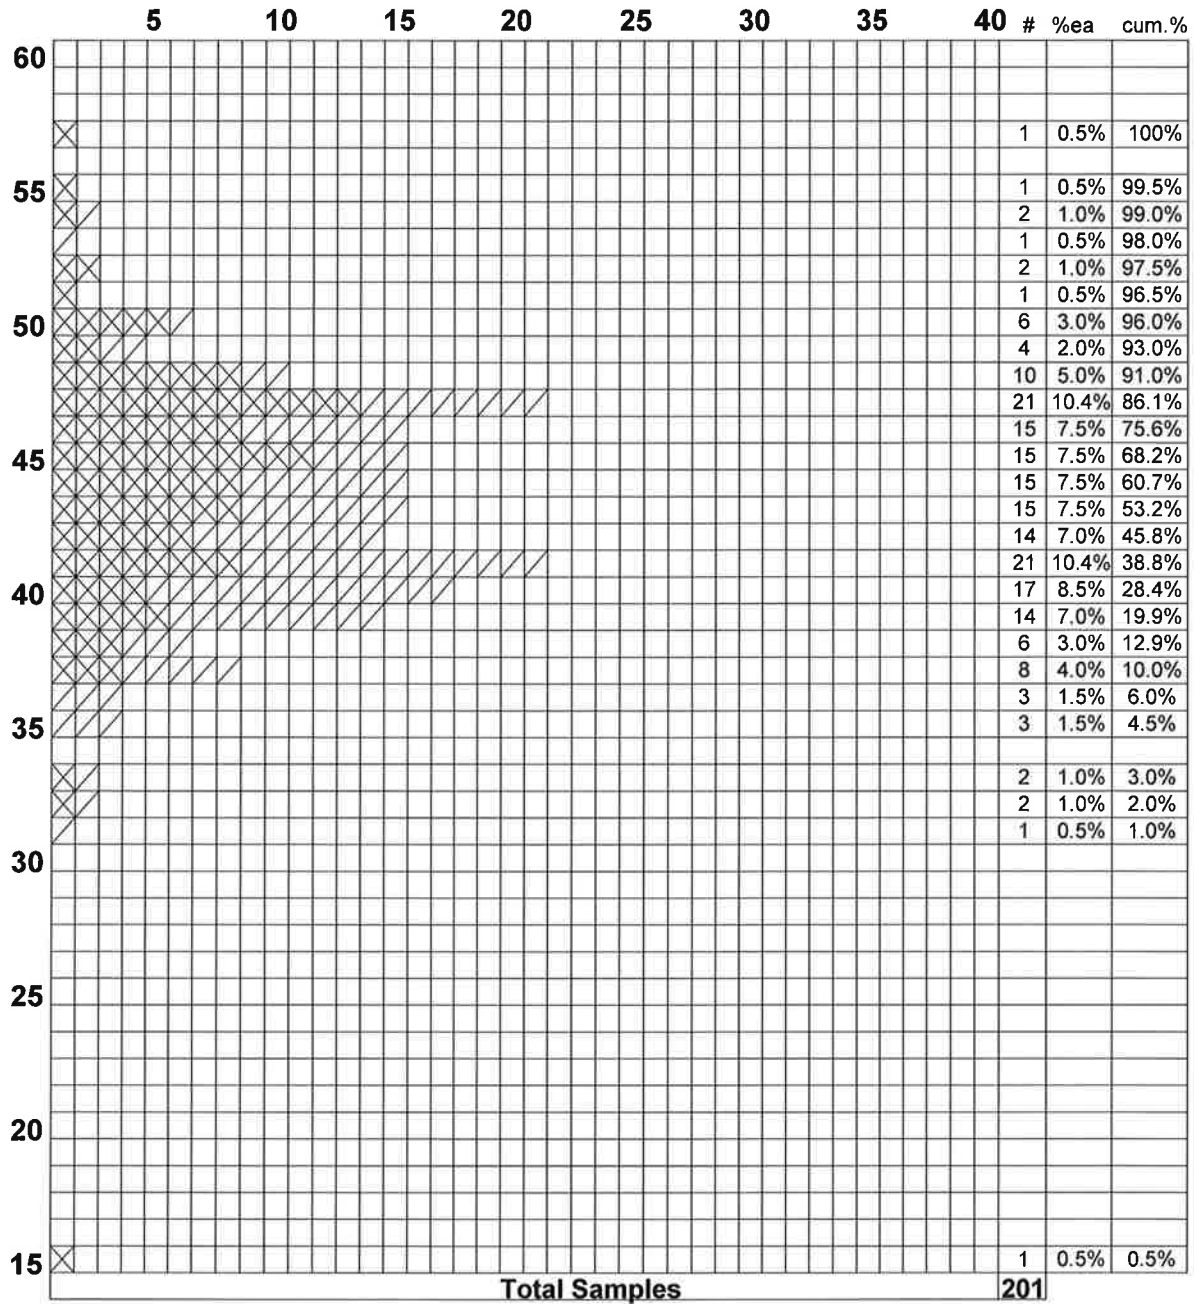 5 10 15 20 25 30 35 40 # %ea cum.%
60
1 0.5% 100%
55 1 0.5% 99.5%
2 1.0% 99.0%
1 0.5% 98.0%
2 1.0% 97.5%
1 0.5% 96.5%
50 6 3.0% 96.0%
4 2.0% 93.0%
10 5.0% 91.0%
21 10.4% 86.1%
15 7.5% 75.6%
45 15 7.5% 68.2%
15 7.5% 60.7%
15 7.5% 53.2%
14 7.0% 45.8%
21 10.4% 38.8%
40 17 8.5% 28.4%
14 7.0% 19.9%
6 3.0% 12.9%
8 4.0% 10.0%
3 1.5% 6.0%
35 3 1.5% 4.5%
2 1.0% 3.0%
2 1.0% 2.0%
1 0.5% 1.0%
30
25
20
15 1 0.5% 0.5%
Total Samples 201